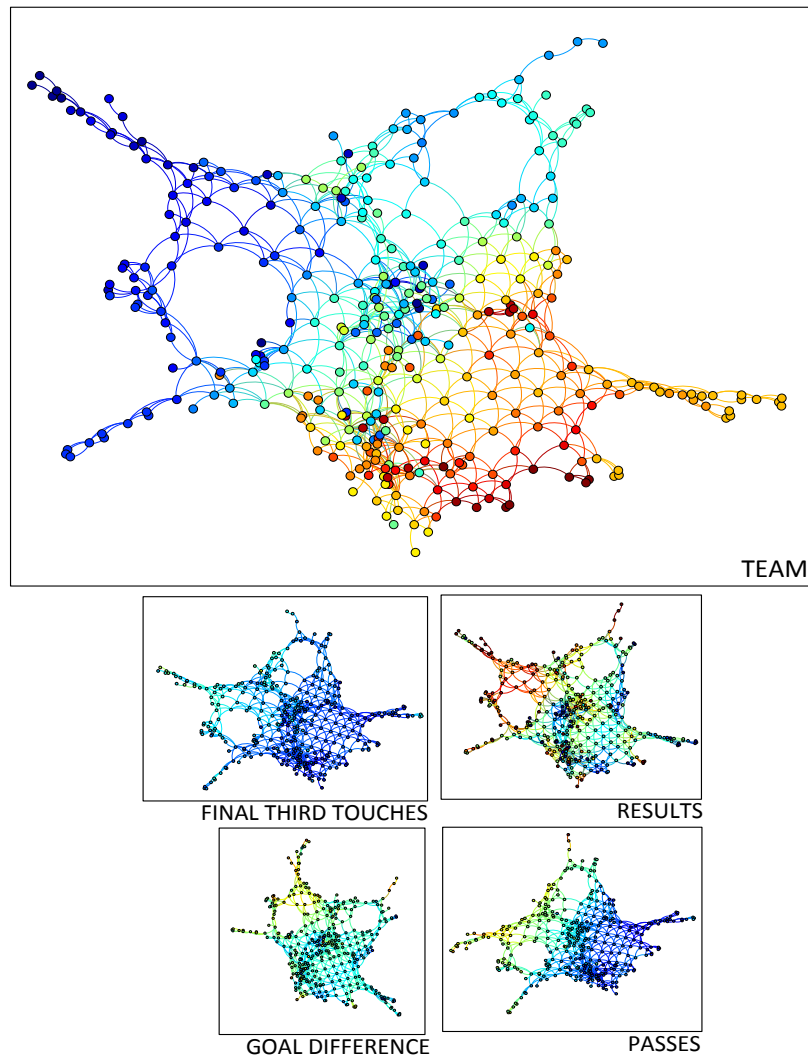 TEAM
FINAL THIRD TOUCHES
RESULTS
GOAL DIFFERENCE
PASSES